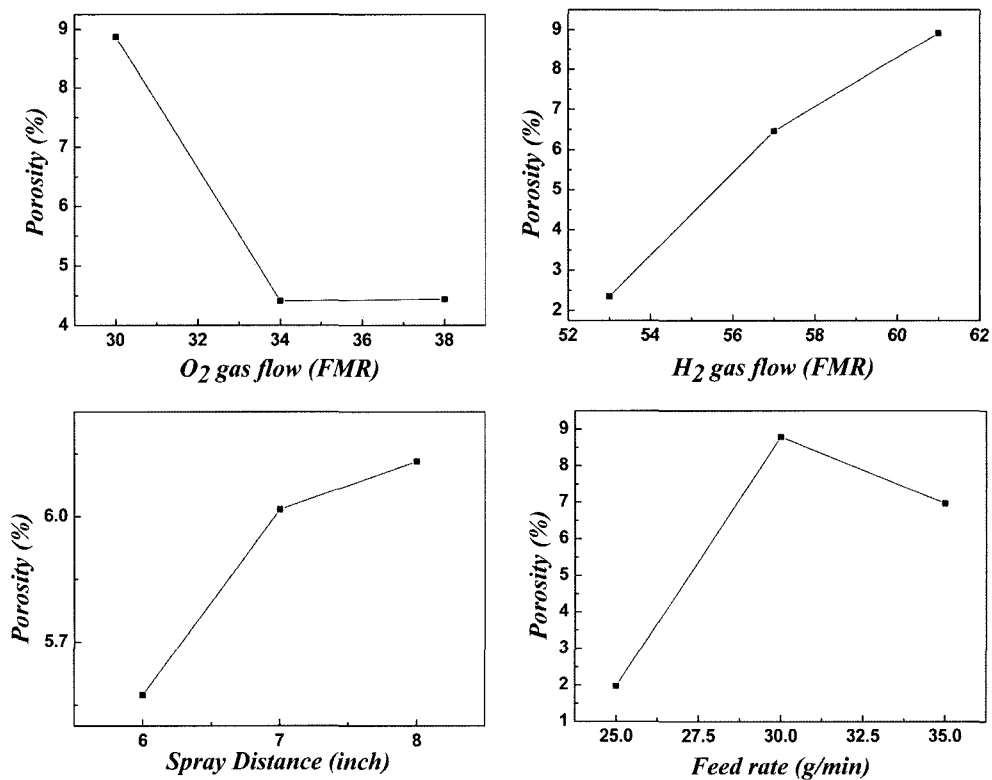 9
8
7
6
5
4
Porosity (%)
30 32 34 36 38
O2 gas flow (FMR)
9
8
7
6
5
4
3
2
Porosity (%)
52 54 56 58 60 62
H2 gas flow (FMR)
6.0
5.7
Porosity (%)
6 7 8
Spray Distance (inch)
9
8
7
6
5
4
3
2
1
Porosity (%)
25.0 27.5 30.0 32.5 35.0
Feed rate (g/min)